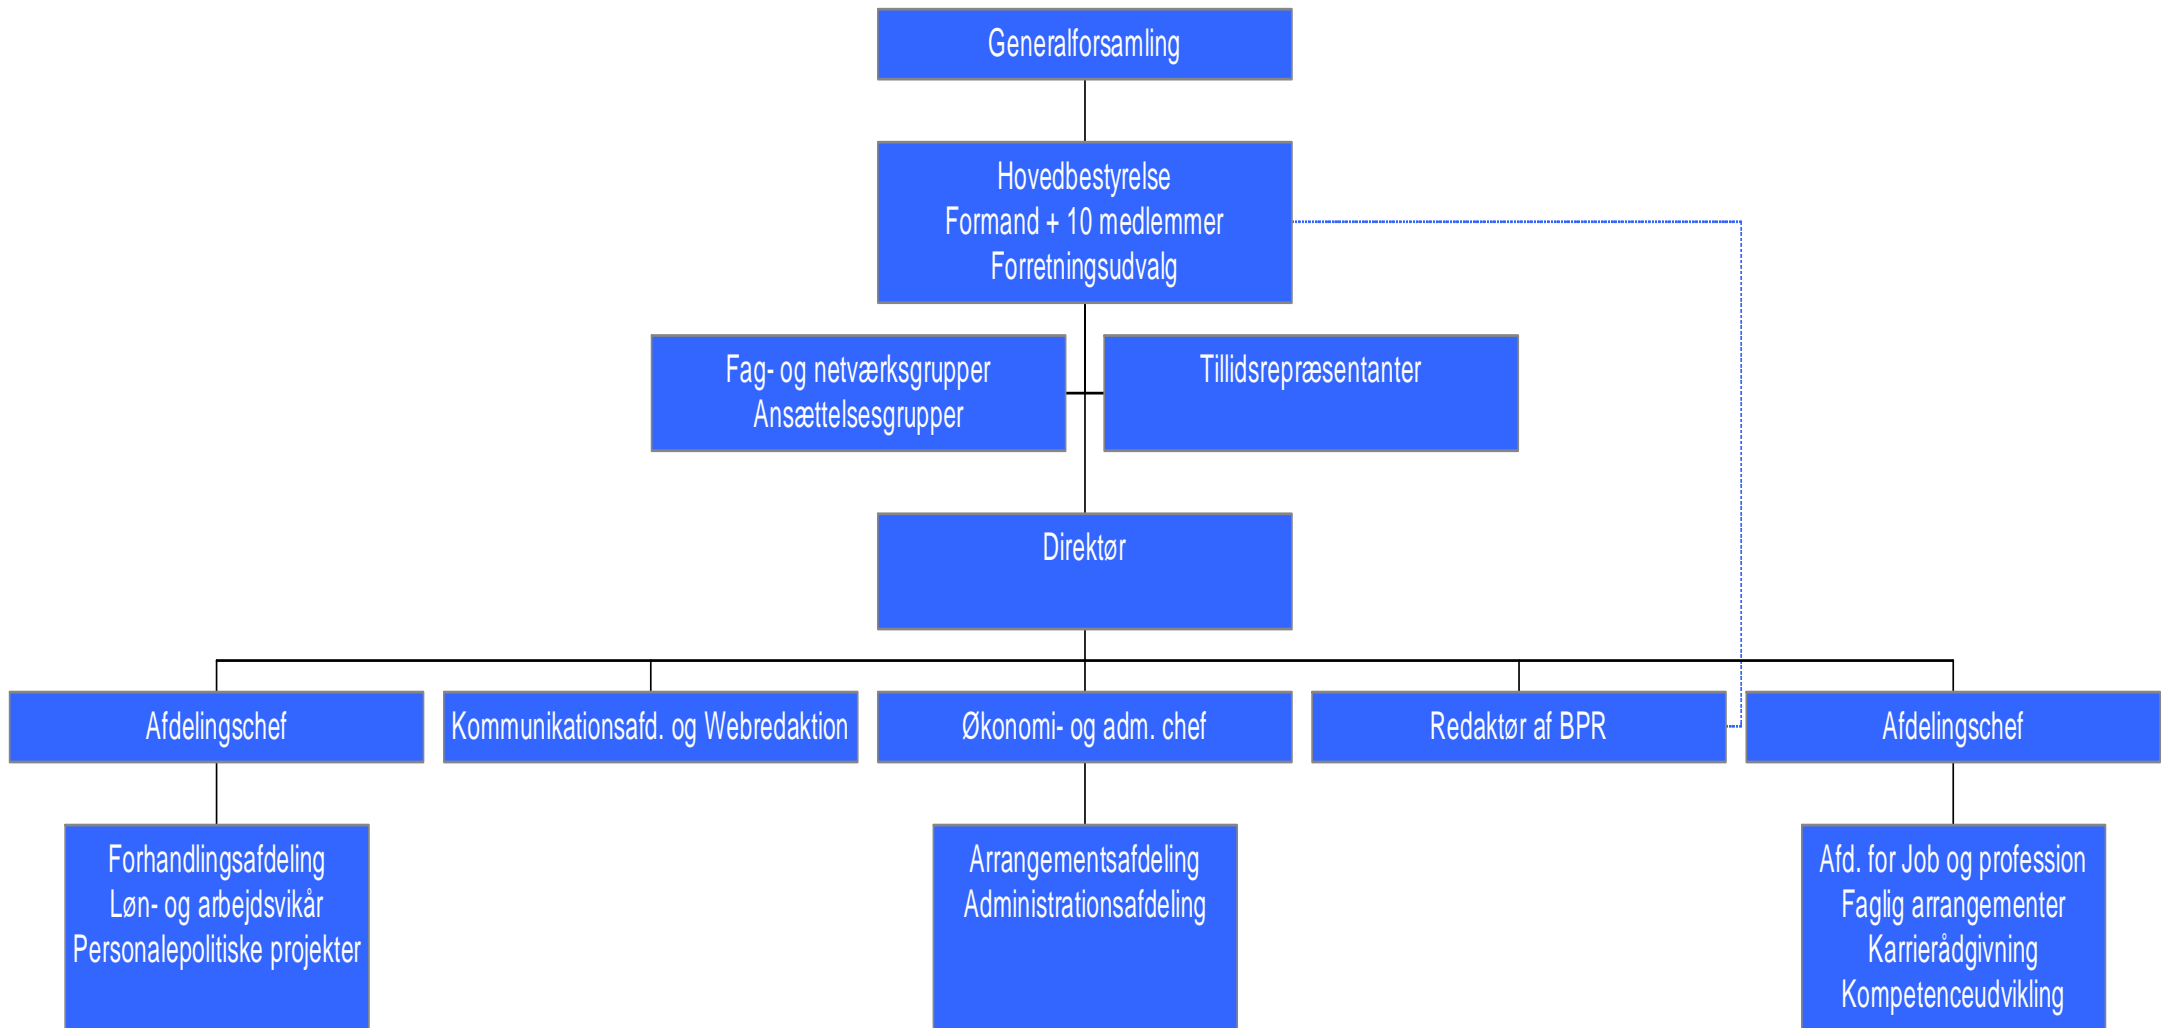 Generalforsamling
Hovedbestyrelse
Formand + 10 medlemmer
Forretningsudvalg
Fag- og netværksgrupper
Ansættelsesgrupper
Tillidsrepræsentanter
Direktør
Afdelingschef
Kommunikationsafd. og Webredaktion
Økonomi- og adm. chef
Redaktør af BPR
Afdelingschef
Forhandlingsafdeling
Løn- og arbejdsvikår
Personalepolitiske projekter
Arrangementsafdeling
Administrationsafdeling
Afd. for Job og profession
Faglig arrangementer
Karrierådgivning
Kompetenceudvikling